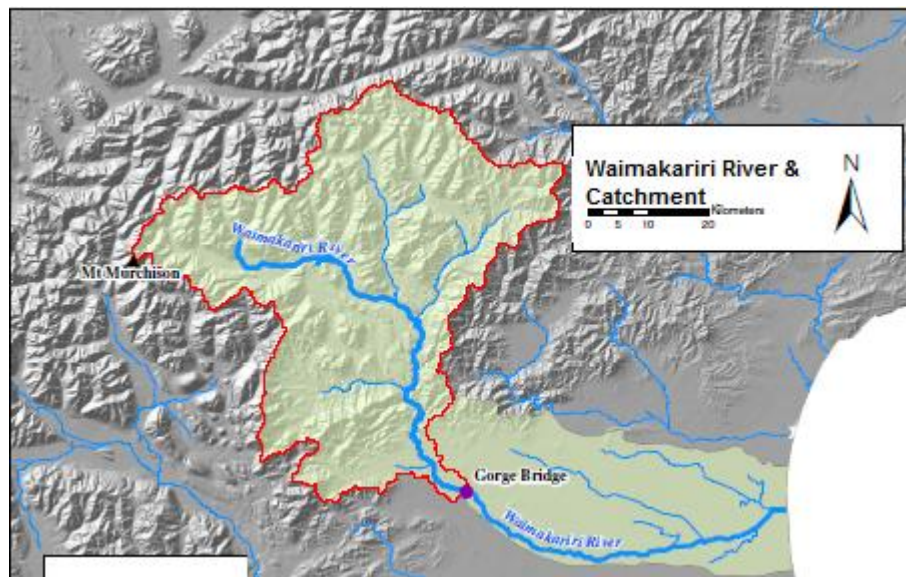 Waimakariri River &
Catchment
N
Kilometers
0 5 10 20
Waimakariri River
Mt Murchison
Gorge Bridge
Waimakariri River